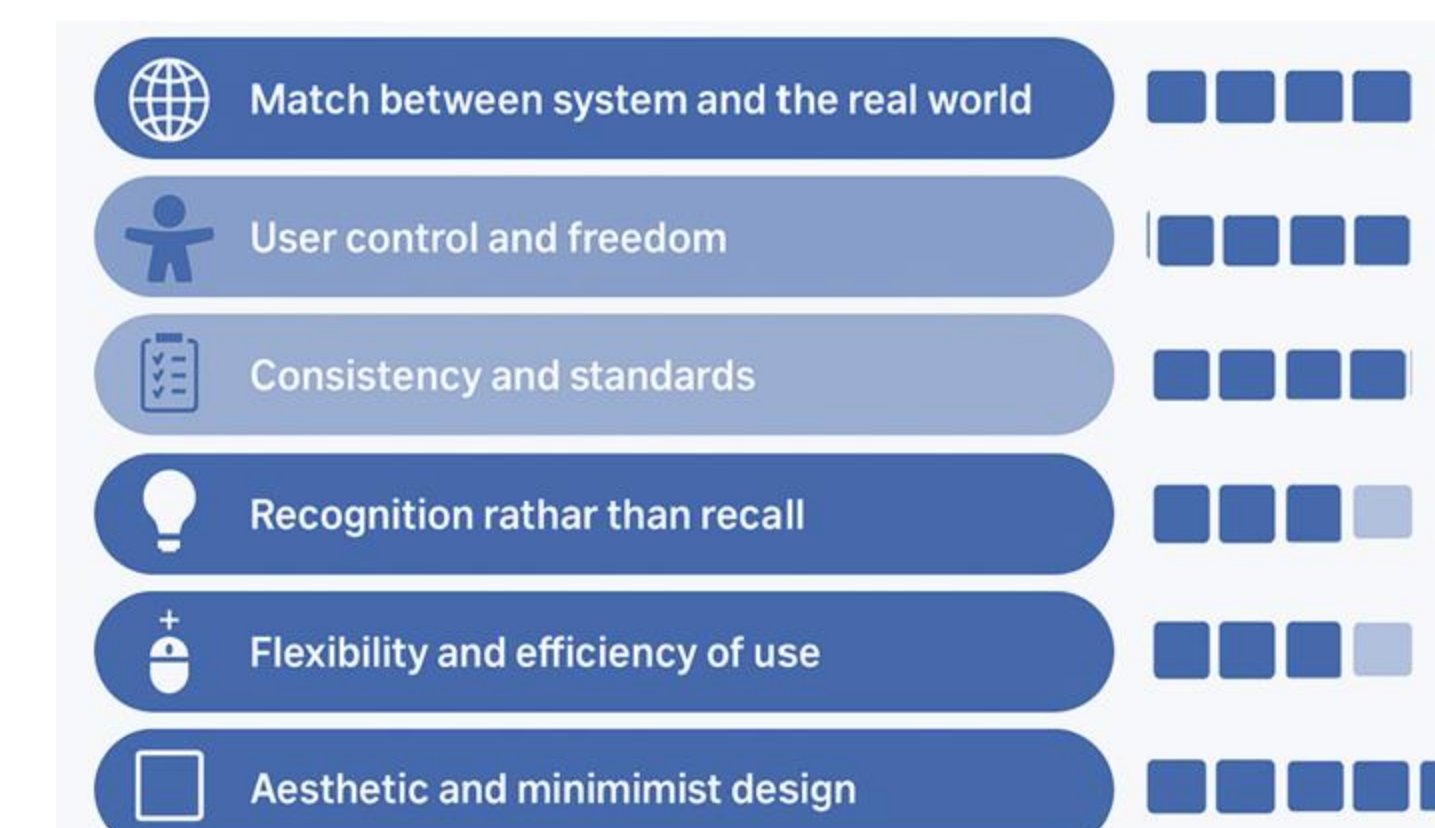 Match between system and the real world
User control and freedom
Consistency and standards
Recognition rathar than recall
Flexibility and efficiency of use
Aesthetic and minimimist design